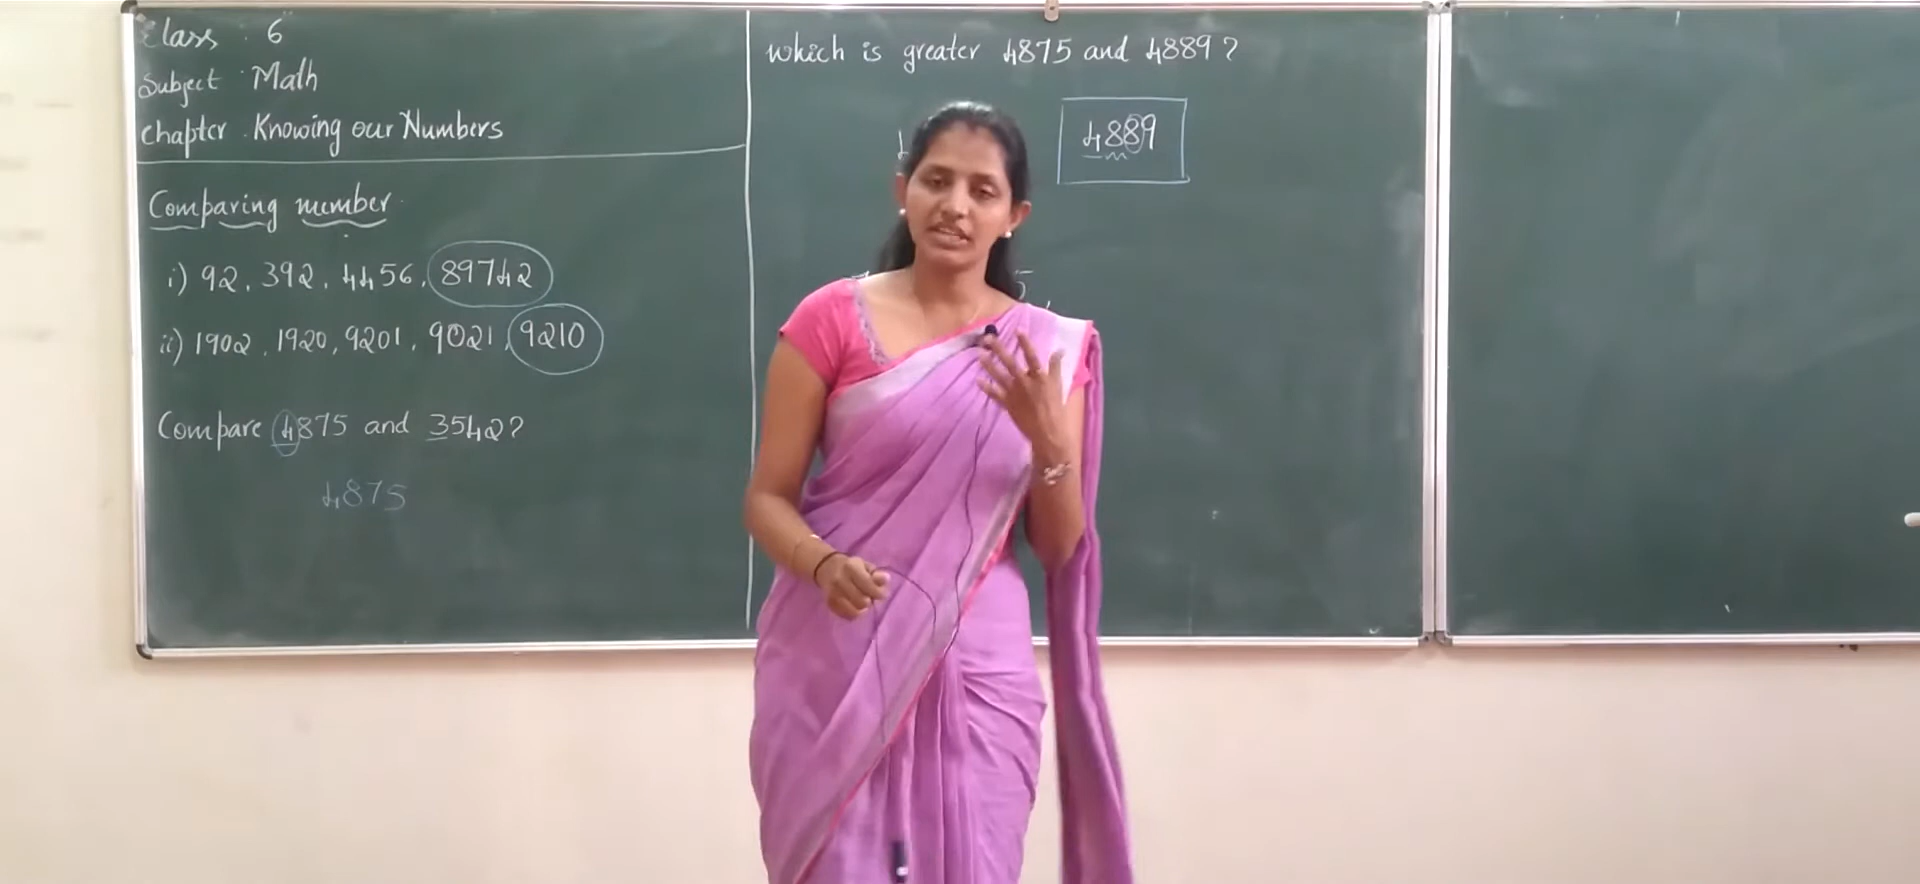 Class : 6
Subject : Math
Chapter . Knowing our Numbers
Comparing number
i) 92, 392, 4456, 89742
ii) 1902, 1920, 9201, 9021, 9210
Compare 4875 and 3542?
4875
which is greater 4875 and 4889?
4889
5